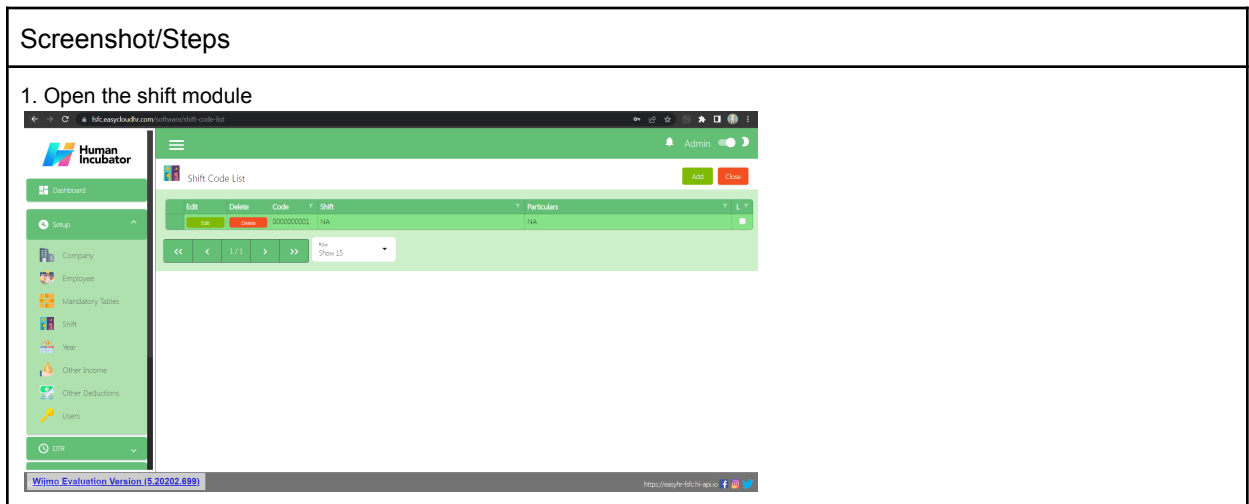 Screenshot/Steps
1. Open the shift module
fsfc.easycloudhr.com/software/shift-code-list
Human
Incubator
Admin
Shift Code List
Add
Close
Dashboard
Edit Delete Code Shift Particulars L
Edit Delete 0000000001 NA NA
Setup
<< < 1 / 1 > >>
Row
Show 15
Company
Employee
Mandatory Tables
Shift
Year
Other Income
Other Deductions
Users
DTR
Wijmo Evaluation Version (5.20202.699)
https://easyhr-fsfc.hi-api.io